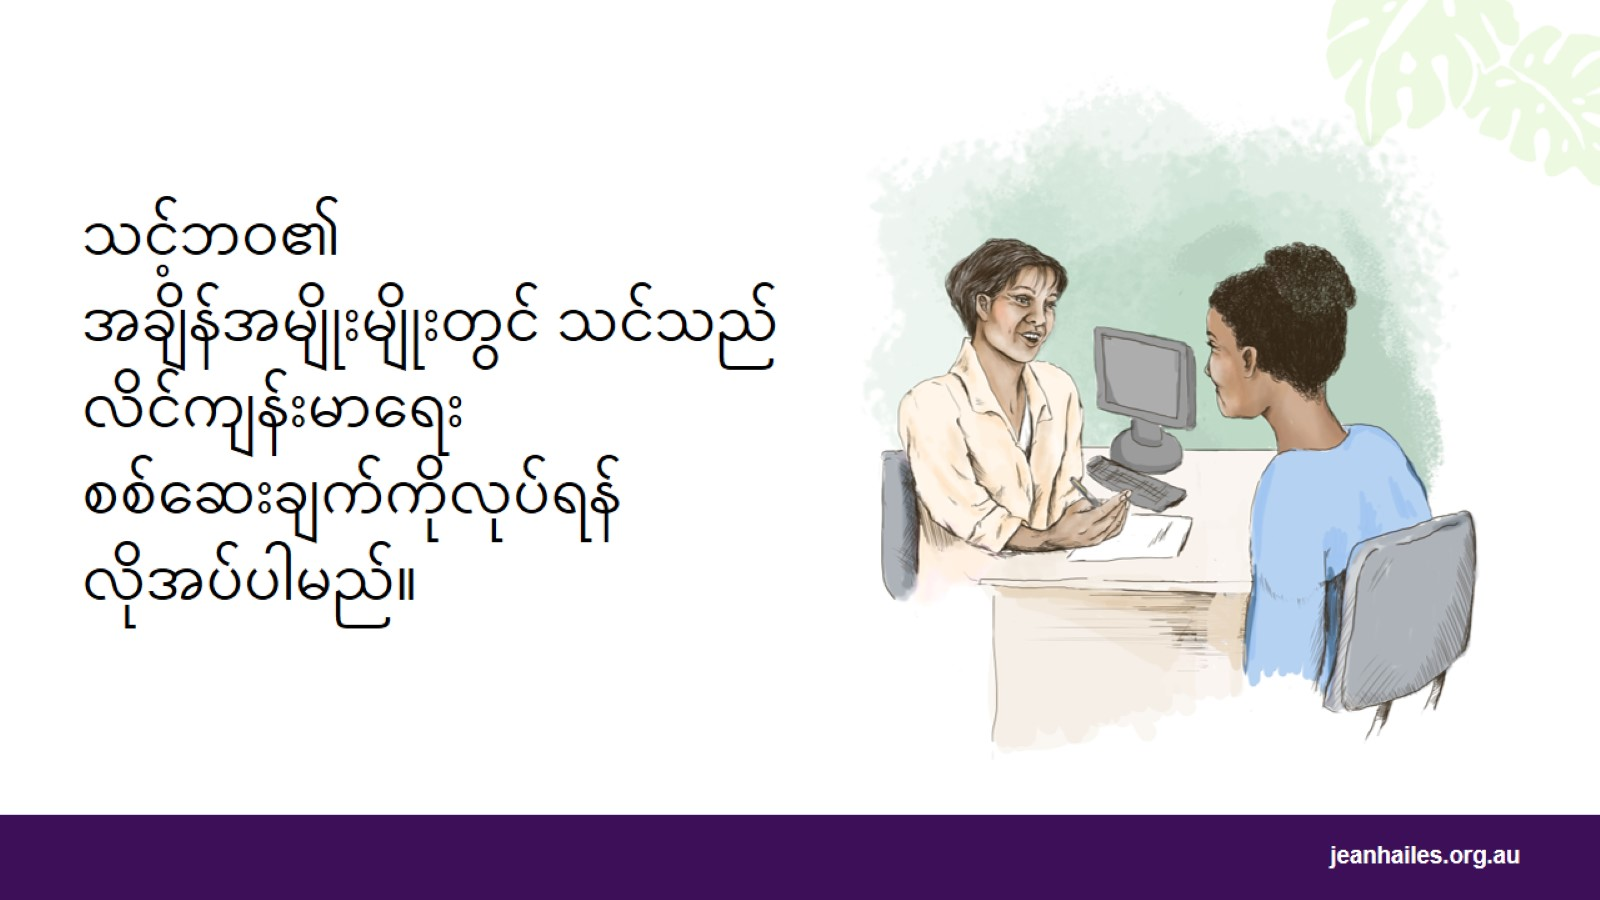 သင့်ဘဝ၏
အချိန်အမျိုးမျိုးတွင် သင်သည်
လိင်ကျန်းမာရေး
စစ်ဆေးချက်ကိုလုပ်ရန်
လိုအပ်ပါမည်။
jeanhailes.org.au